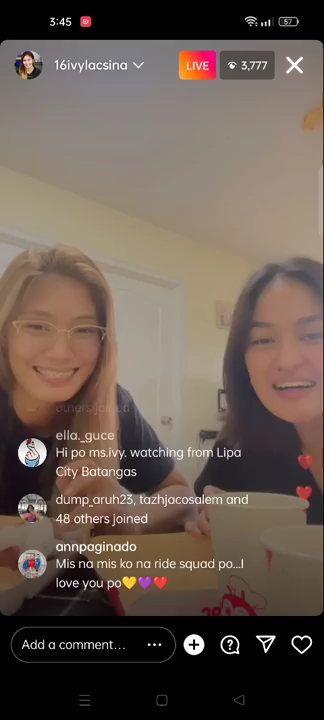 3:45
57
16ivylacsina
LIVE
3,777
others joined
ella._guce
Hi po ms.ivy. watching from Lipa
City Batangas
dump_aruh23, tazhjacosalem and
48 others joined
annpaginado
Mis na mis ko na ride squad po...I
love you po💛💜❤️
Add a comment...